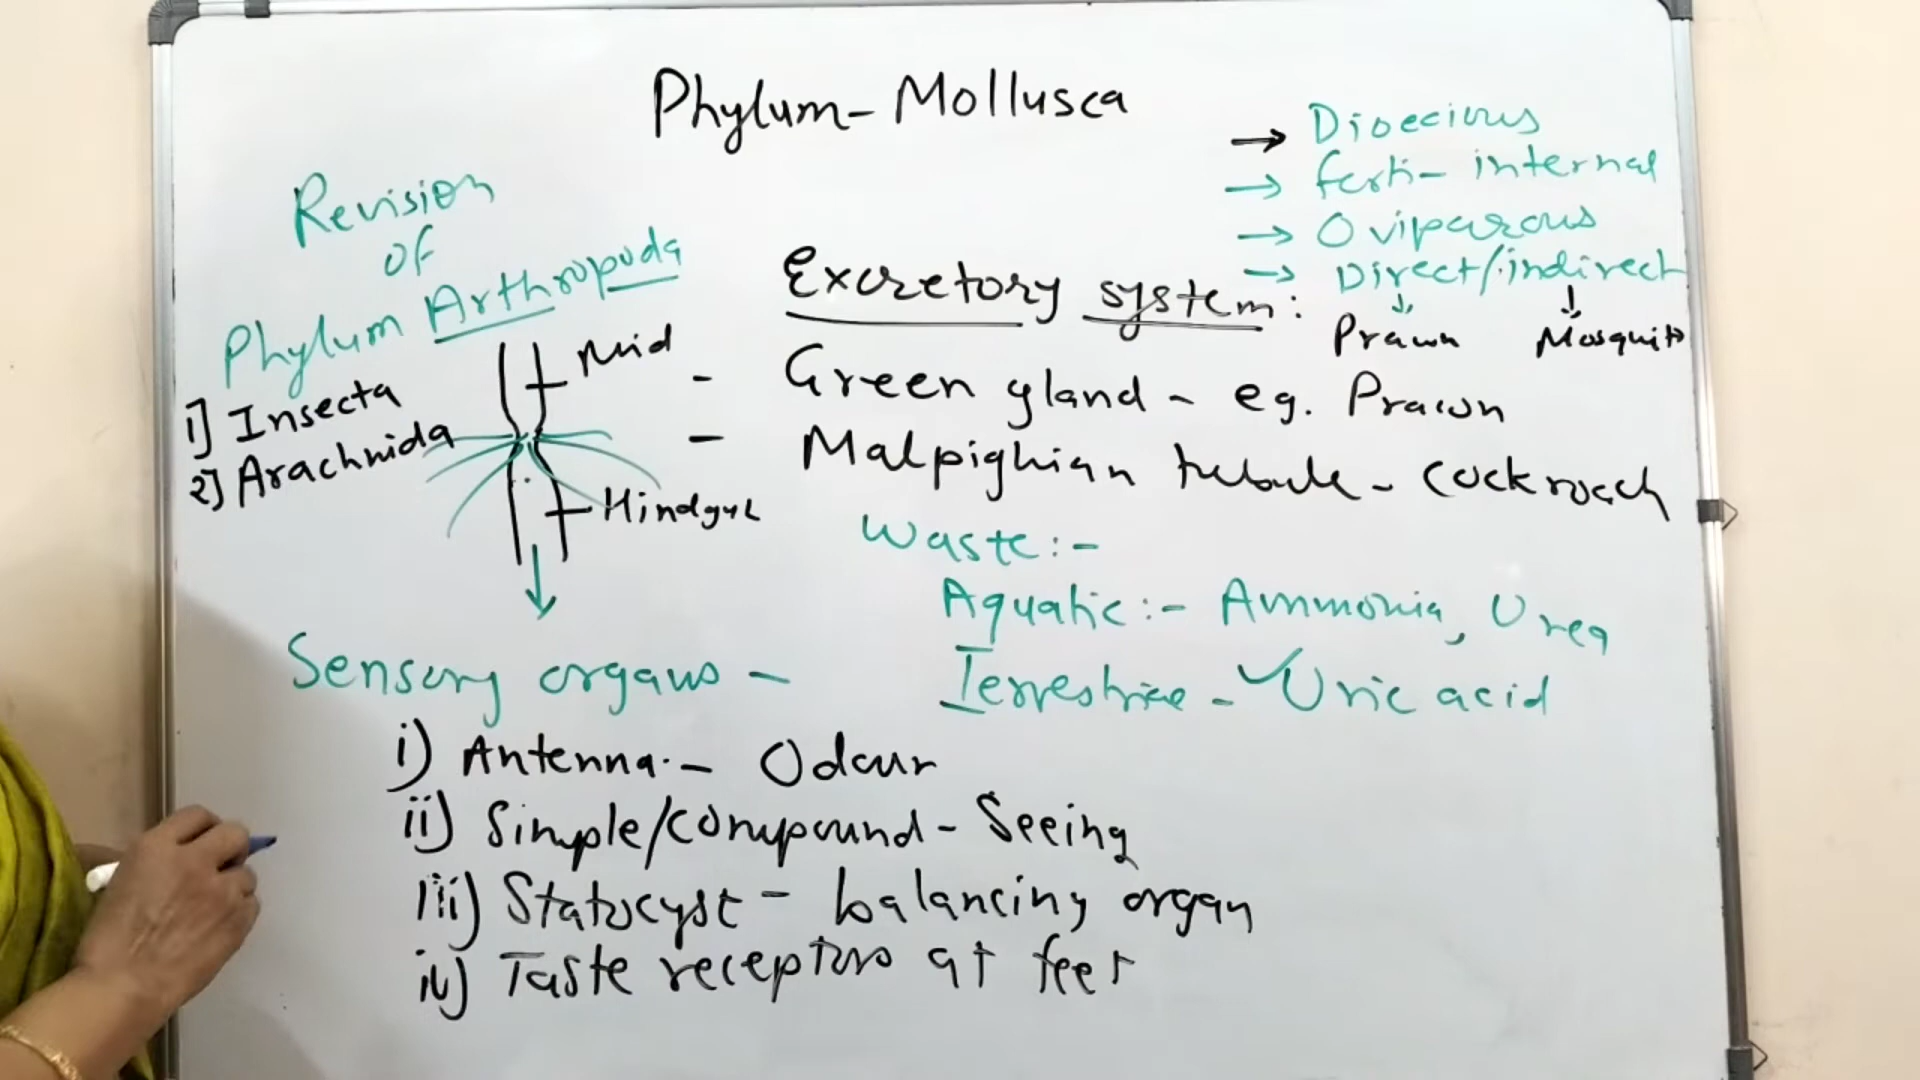 Phylum - Mollusca
Revision
of
Phylum Arthropoda
1] Insecta
2] Arachnida
Mid
Hindgut
→ Dioecious
→ ferti- internal
→ Oviparous
→ Direct/indirect
Prawn Mosquito
Excretory system:
- Green gland - eg. Prawn
- Malpighian tubule - Cockroach
Waste:-
Aquatic:- Ammonia, Urea
Terrestrial - Uric acid
Sensory organs -
i) Antenna - Odour
ii) Simple/compound - Seeing
iii) Statocyst - balancing organ
iv) Taste receptors at feet